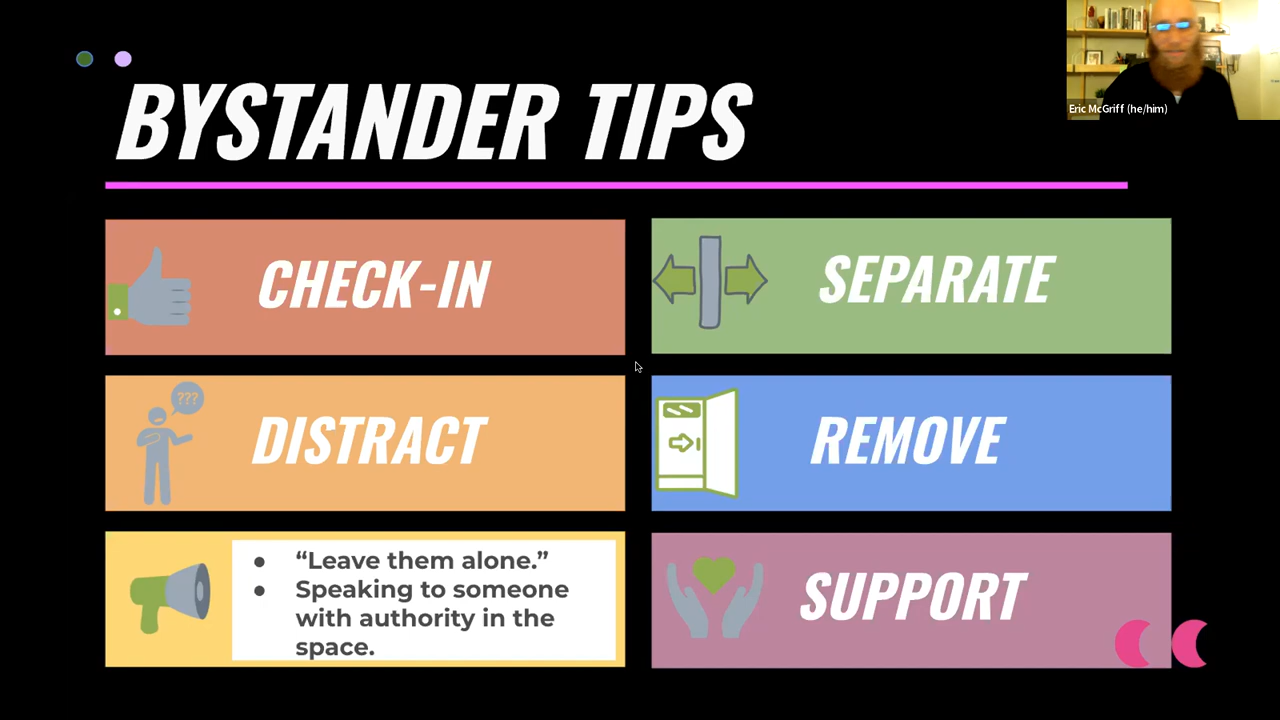 BYSTANDER TIPS
Eric McGriff (he/him)
CHECK-IN
SEPARATE
???
DISTRACT
REMOVE
● “Leave them alone.”
● Speaking to someone
with authority in the
space.
SUPPORT